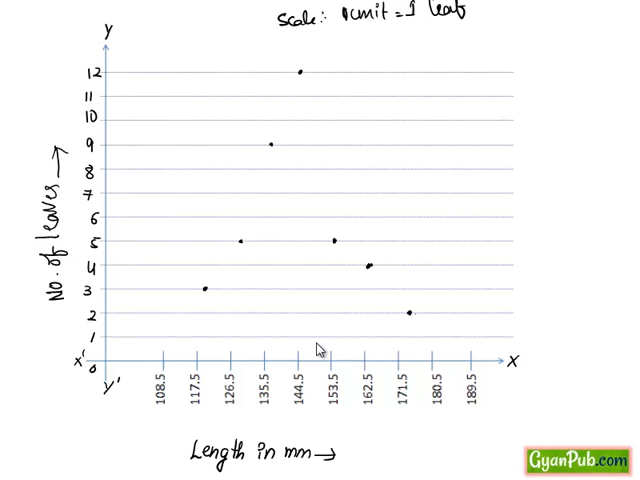 Scale:- 1 unit = 1 leaf
Y
12
11
10
9
8
7
6
5
4
3
2
1
0
No. of leaves →
X'
X
Y'
108.5 117.5 126.5 135.5 144.5 153.5 162.5 171.5 180.5 189.5
Length in mm →
GyanPub.com